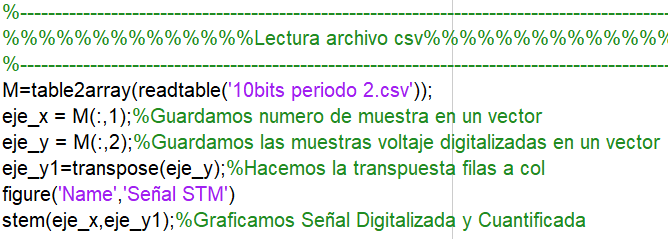 %--------------------------------------------------------------------------------
%%%%%%%%%%%%%%Lectura archivo csv%%%%%%%%%%%%%%
%--------------------------------------------------------------------------------
M=table2array(readtable('10bits periodo 2.csv'));
eje_x = M(:,1);%Guardamos numero de muestra en un vector
eje_y = M(:,2);%Guardamos las muestras voltaje digitalizadas en un vector
eje_y1=transpose(eje_y);%Hacemos la transpuesta filas a col
figure('Name','Señal STM')
stem(eje_x,eje_y1);%Graficamos Señal Digitalizada y Cuantificada